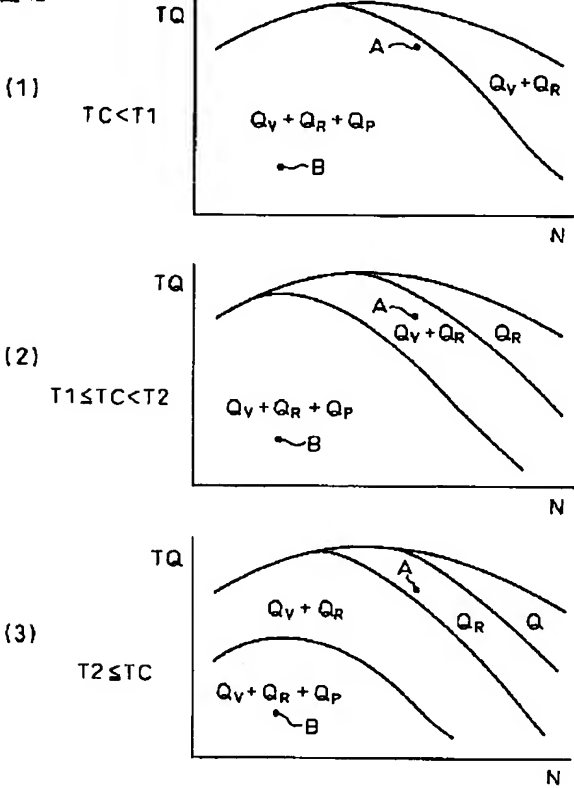 TQ
A
(1)
QV+QR
TC<T1
QV+QR+QP
B
N
TQ
A
QV+QR
QR
(2)
T1≦TC<T2
QV+QR+QP
B
N
TQ
A
(3)
QV+QR
QR
Q
T2≦TC
QV+QR+QP
B
N